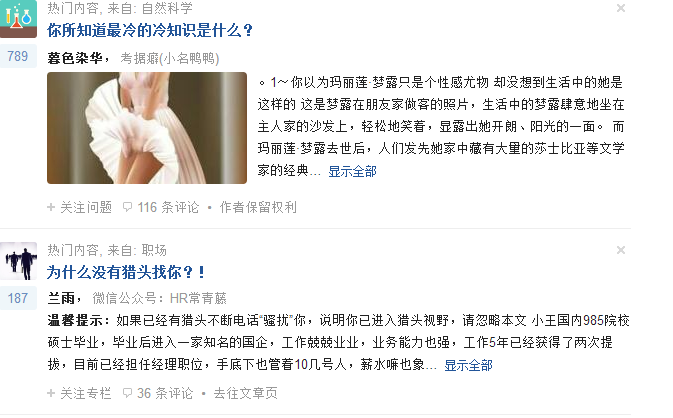 热门内容, 来自: 自然科学
你所知道最冷的冷知识是什么？
789
暮色染华，考据癖(小名鸭鸭)
。1～你以为玛丽莲·梦露只是个性感尤物 却没想到生活中的她是
这样的 这是梦露在朋友家做客的照片，生活中的梦露肆意地坐在
主人家的沙发上，轻松地笑着，显露出她开朗、阳光的一面。 而
玛丽莲·梦露去世后，人们发先她家中藏有大量的莎士比亚等文学
家的经典… 显示全部
关注问题 116 条评论 • 作者保留权利
热门内容, 来自: 职场
为什么没有猎头找你？！
187
兰雨，微信公众号：HR常青藤
温馨提示：如果已经有猎头不断电话“骚扰”你，说明你已进入猎头视野，请忽略本文 小王国内985院校
硕士毕业，毕业后进入一家知名的国企，工作兢兢业业，业务能力也强，工作5年已经获得了两次提
拔，目前已经担任经理职位，手底下也管着10几号人，薪水嘛也象… 显示全部
关注专栏 36 条评论 • 去往文章页